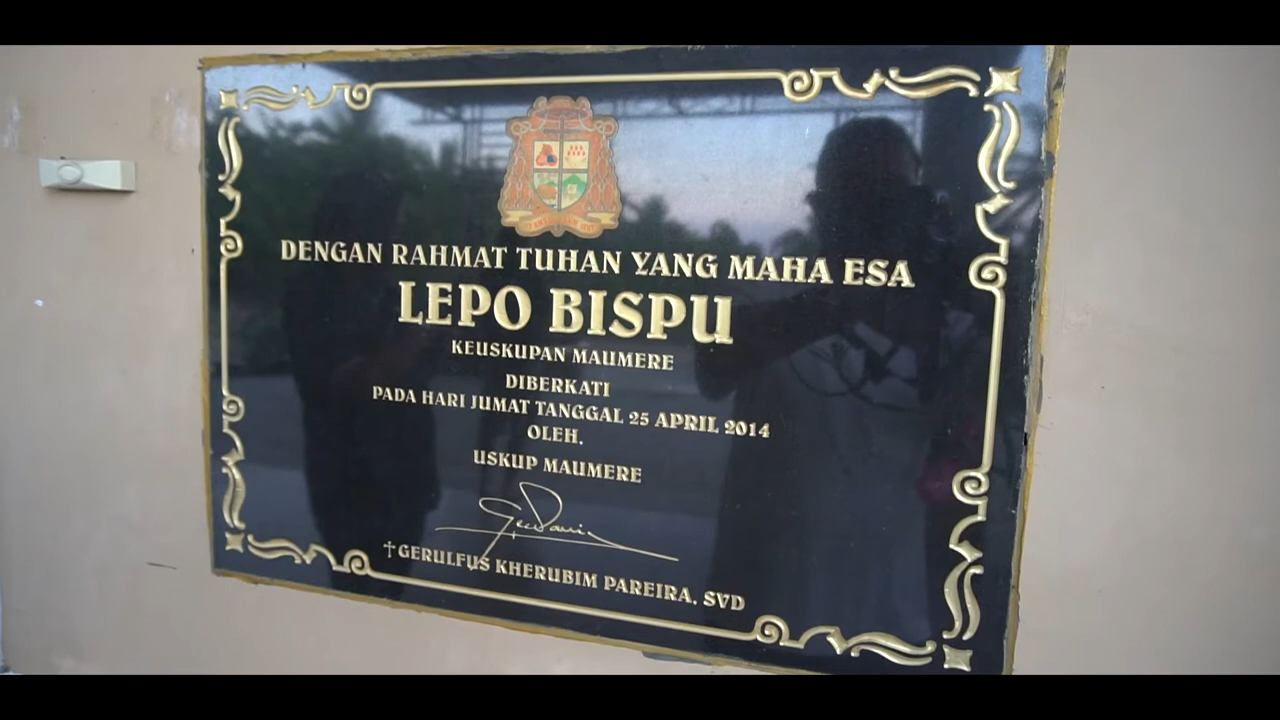 DENGAN RAHMAT TUHAN YANG MAHA ESA
LEPO BISPU
KEUSKUPAN MAUMERE
DIBERKATI
PADA HARI JUMAT TANGGAL 25 APRIL 2014
OLEH.
USKUP MAUMERE
†GERULFUS KHERUBIM PAREIRA. SVD